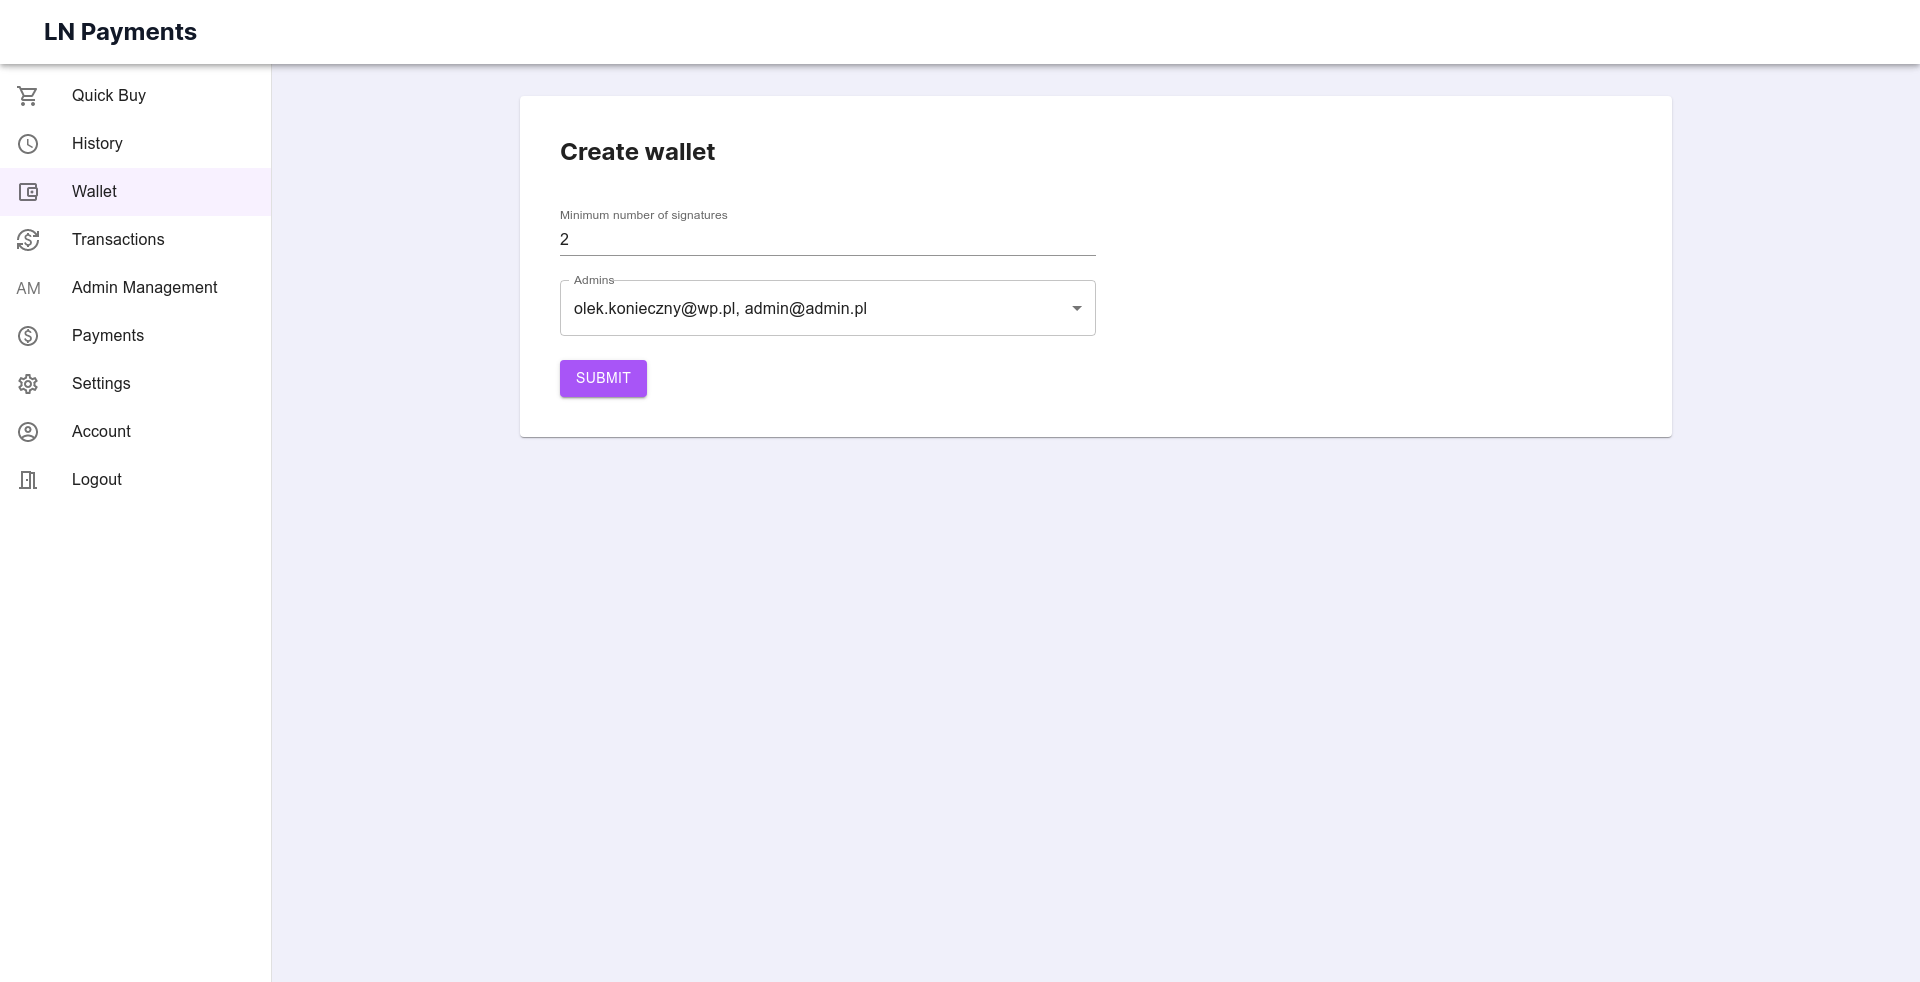 LN Payments
Quick Buy
History
Wallet
Transactions
AM Admin Management
Payments
Settings
Account
Logout
Create wallet
Minimum number of signatures
2
Admins
olek.konieczny@wp.pl, admin@admin.pl
SUBMIT